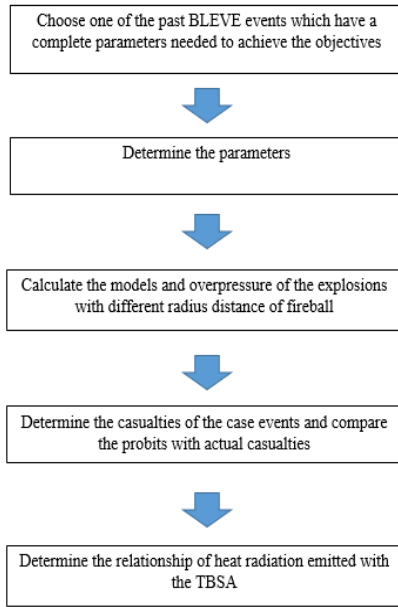 Choose one of the past BLEVE events which have a
complete parameters needed to achieve the objectives
Determine the parameters
Calculate the models and overpressure of the explosions
with different radius distance of fireball
Determine the casualties of the case events and compare
the probits with actual casualties
Determine the relationship of heat radiation emitted with
the TBSA